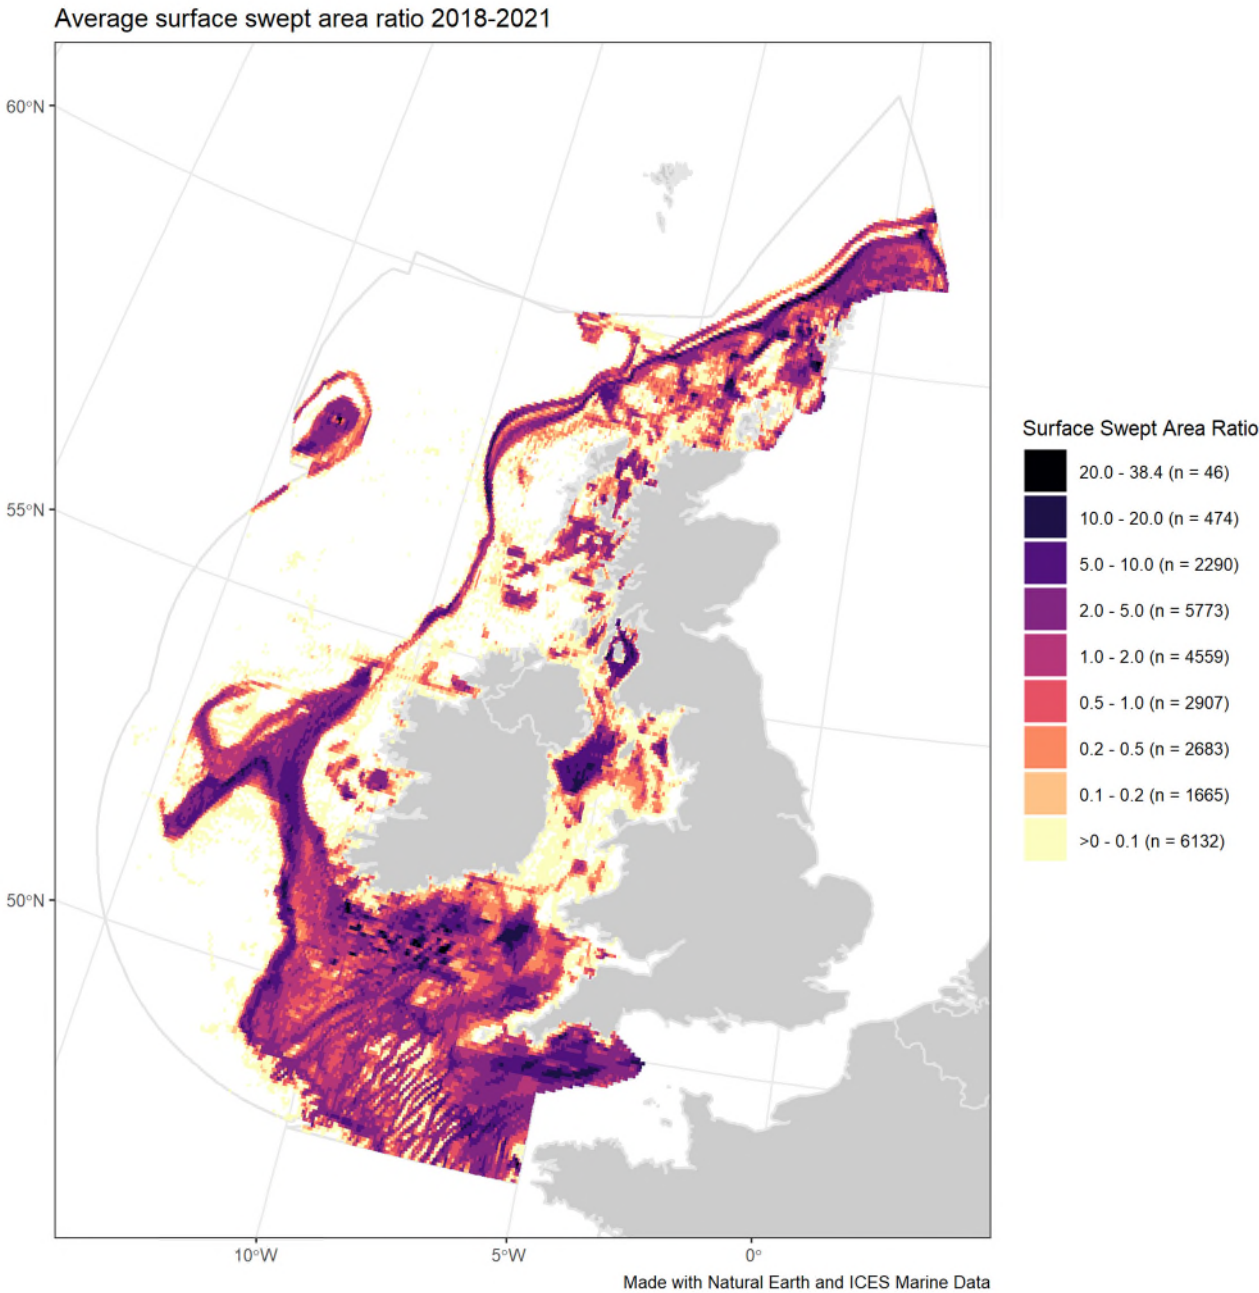 Average surface swept area ratio 2018-2021
60°N
55°N
50°N
10°W
5°W
0°
Surface Swept Area Ratio
20.0 - 38.4 (n = 46)
10.0 - 20.0 (n = 474)
5.0 - 10.0 (n = 2290)
2.0 - 5.0 (n = 5773)
1.0 - 2.0 (n = 4559)
0.5 - 1.0 (n = 2907)
0.2 - 0.5 (n = 2683)
0.1 - 0.2 (n = 1665)
>0 - 0.1 (n = 6132)
Made with Natural Earth and ICES Marine Data